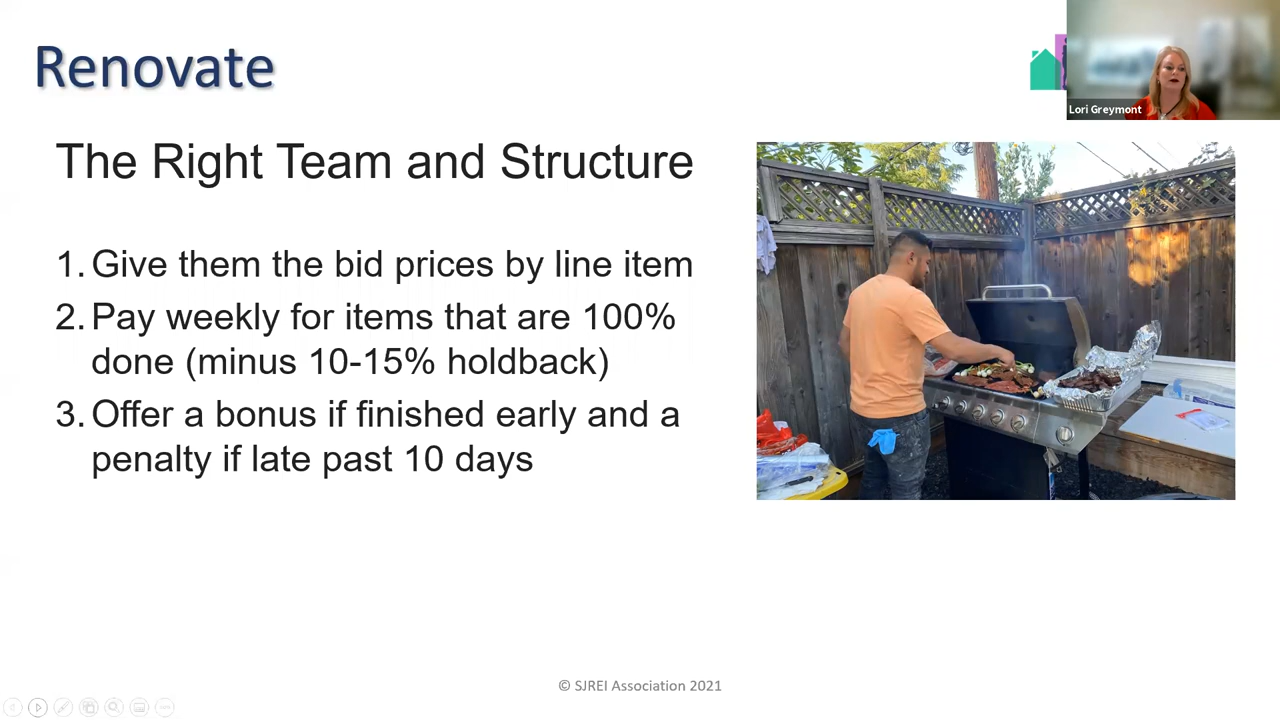 Renovate
Lori Greymont
The Right Team and Structure
1. Give them the bid prices by line item
2. Pay weekly for items that are 100%
done (minus 10-15% holdback)
3. Offer a bonus if finished early and a
penalty if late past 10 days
© SJREI Association 2021